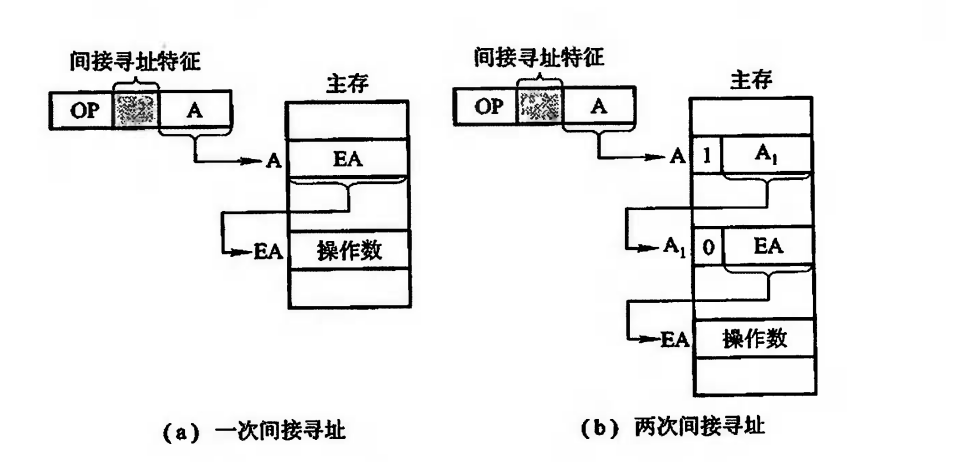 间接寻址特征
OP A
主存
A EA
EA 操作数
(a) 一次间接寻址
间接寻址特征
OP A
主存
A 1 A₁
A₁ 0 EA
EA 操作数
(b) 两次间接寻址